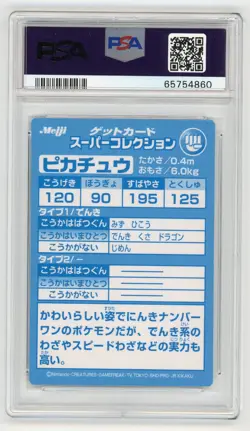 PSA
PSA
65754860
Meiji
ゲットカード
スーパーコレクション
ピカチュウ
たかさ/0.4m
おもさ/6.0kg
こうげき ぼうぎょ すばやさ とくしゅ
120 90 195 125
タイプ1/でんき
こうかはばつぐん みず ひこう
こうかはいまひとつ でんき くさ ドラゴン
こうかがない じめん
タイプ2/ー
こうかはばつぐん
こうかはいまひとつ
こうかがない
かわいらしい姿でにんきナンバー
ワンのポケモンだが、でんき系の
わざやスピードわざなどの実力も
高い。
©Nintendo・CREATURES・GAMEFREAK・TV TOKYO・SHO-PRO・JR KIKAKU